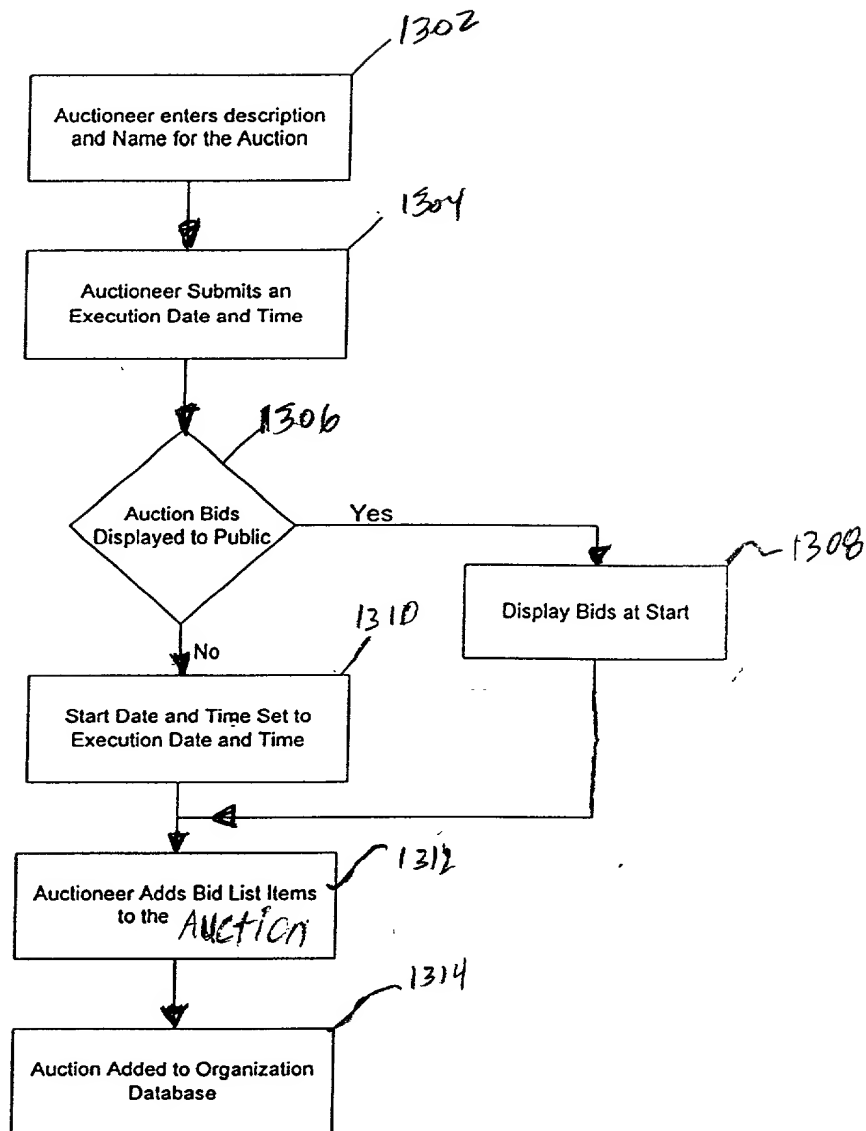 1302
Auctioneer enters description
and Name for the Auction
1304
Auctioneer Submits an
Execution Date and Time
1306
Auction Bids
Displayed to Public
Yes
1308
Display Bids at Start
No
1310
Start Date and Time Set to
Execution Date and Time
1312
Auctioneer Adds Bid List Items
to the Auction
1314
Auction Added to Organization
Database